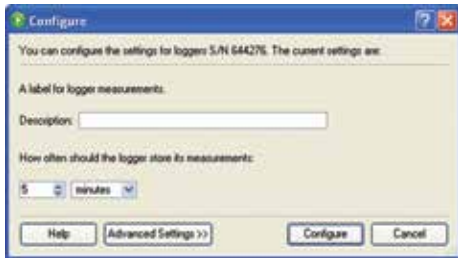 Configure
You can configure the settings for loggers S/N 644276. The current settings are:
A label for logger measurements.
Description:
How often should the logger store its measurements:
5 minutes
Help Advanced Settings >> Configure Cancel